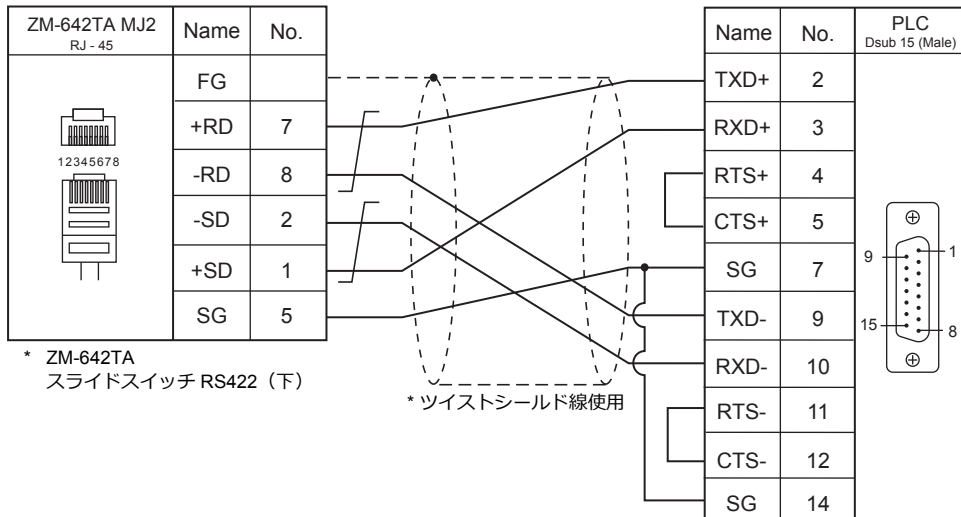 ZM-642TA MJ2
RJ - 45
Name No.
FG
+RD 7
-RD 8
-SD 2
+SD 1
SG 5
12345678
* ZM-642TA
スライドスイッチ RS422（下）
* ツイストシールド線使用
Name No.
PLC
Dsub 15 (Male)
TXD+ 2
RXD+ 3
RTS+ 4
CTS+ 5
SG 7
TXD- 9
RXD- 10
RTS- 11
CTS- 12
SG 14
9 1
15 8